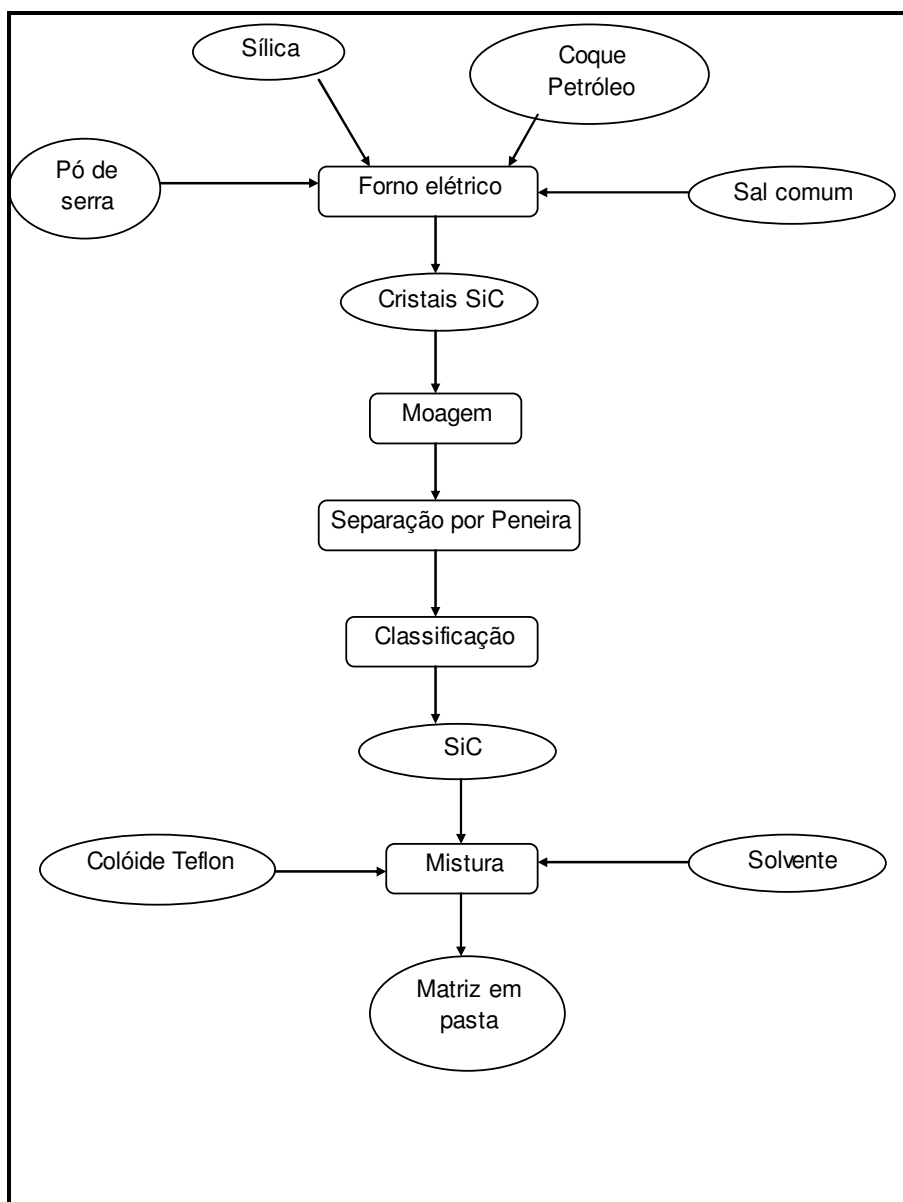 Sílica
Coque
Petróleo
Pó de
serra
Forno elétrico
Sal comum
Cristais SiC
Moagem
Separação por Peneira
Classificação
SiC
Colóide Teflon
Mistura
Solvente
Matriz em
pasta